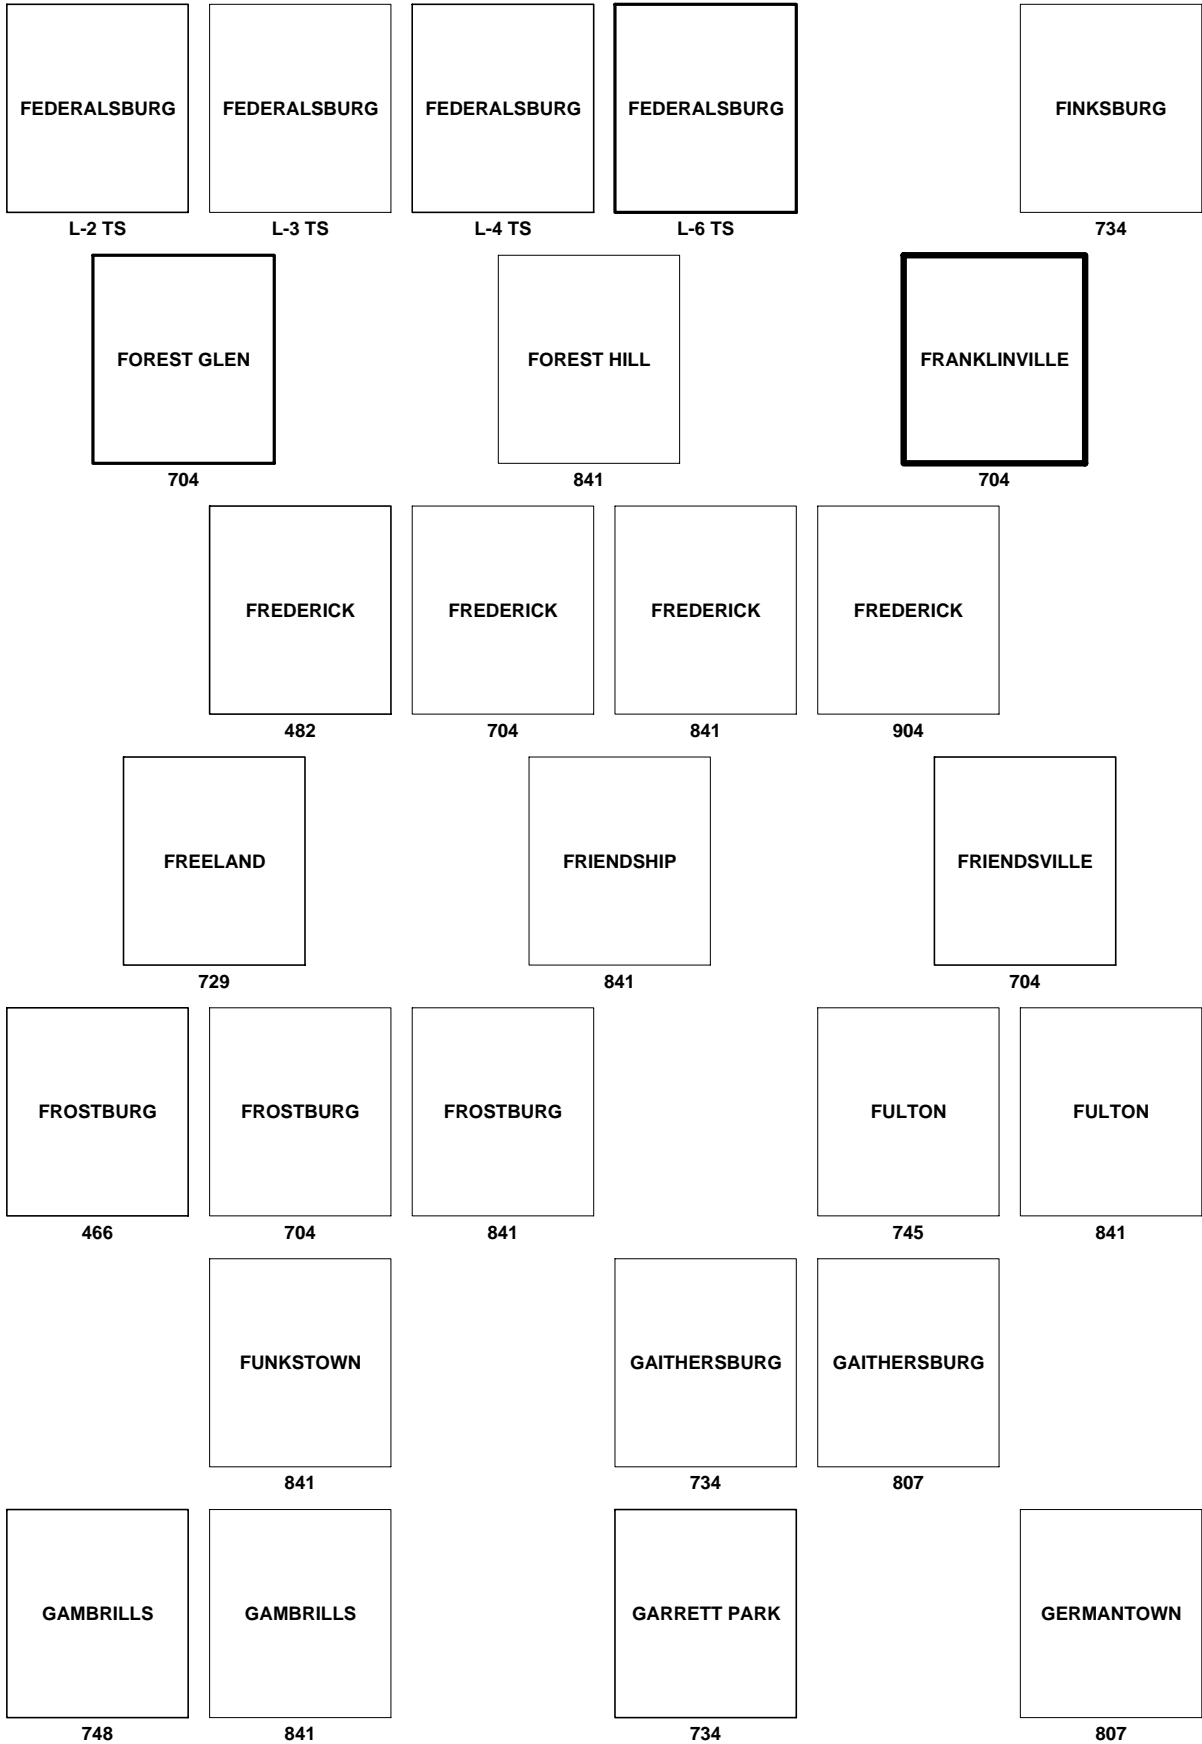 FEDERALSBURG FEDERALSBURG FEDERALSBURG FEDERALSBURG FINKSBURG
L-2 TS L-3 TS L-4 TS L-6 TS 734
FOREST GLEN FOREST HILL FRANKLINVILLE
704 841 704
FREDERICK FREDERICK FREDERICK FREDERICK
482 704 841 904
FREELAND FRIENDSHIP FRIENDSVILLE
729 841 704
FROSTBURG FROSTBURG FROSTBURG FULTON FULTON
466 704 841 745 841
FUNKSTOWN GAITHERSBURG GAITHERSBURG
841 734 807
GAMBRILLS GAMBRILLS GARRETT PARK GERMANTOWN
748 841 734 807